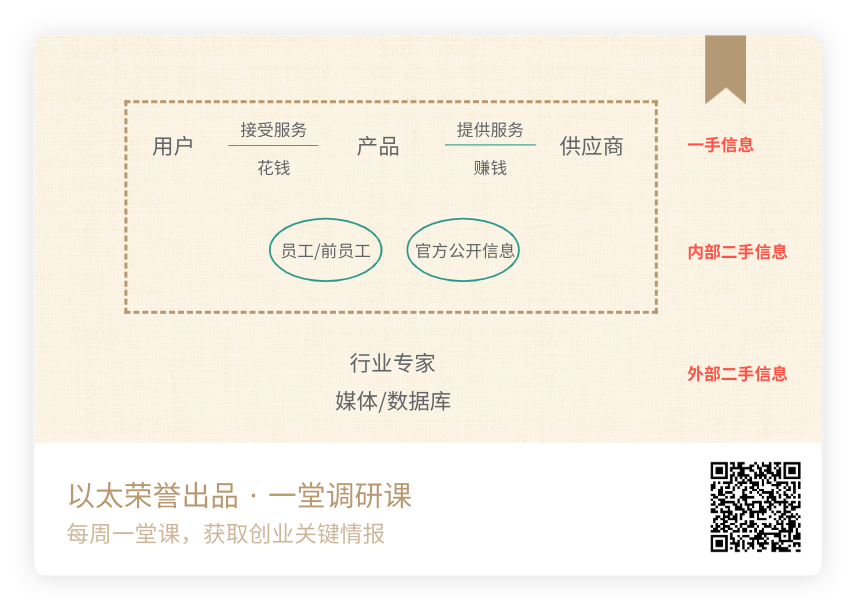 接受服务
提供服务
用户
产品
供应商
一手信息
花钱
赚钱
员工/前员工
官方公开信息
内部二手信息
行业专家
外部二手信息
媒体/数据库
以太荣誉出品 · 一堂调研课
每周一堂课，获取创业关键情报